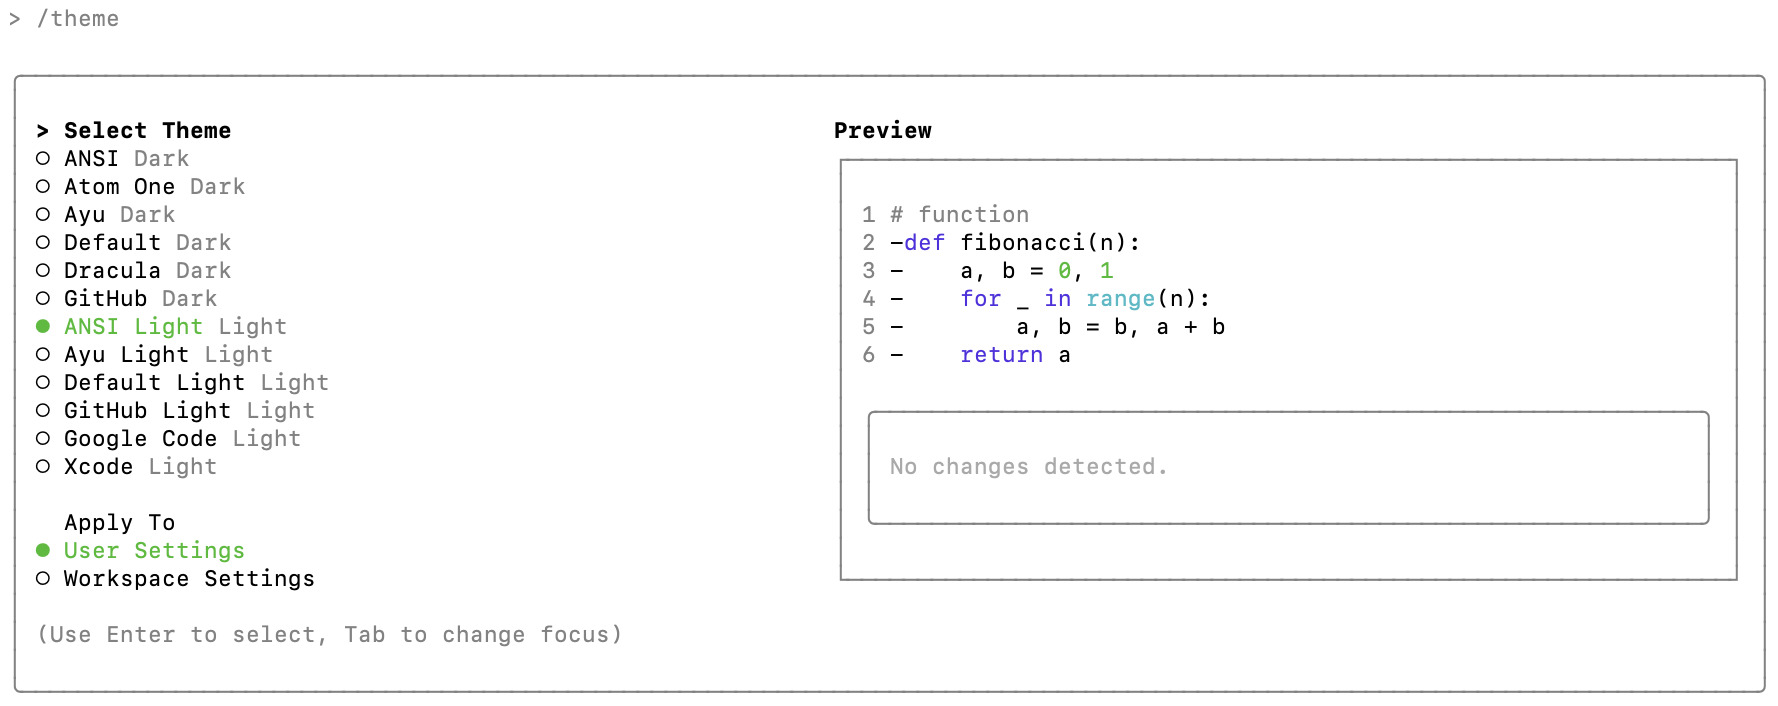 > /theme
> Select Theme
ANSI Dark
Atom One Dark
Ayu Dark
Default Dark
Dracula Dark
GitHub Dark
ANSI Light Light
Ayu Light Light
Default Light Light
GitHub Light Light
Google Code Light
Xcode Light
Apply To
User Settings
Workspace Settings
(Use Enter to select, Tab to change focus)
Preview
1 # function
2 -def fibonacci(n):
3 -    a, b = 0, 1
4 -    for _ in range(n):
5 -        a, b = b, a + b
6 -    return a
No changes detected.